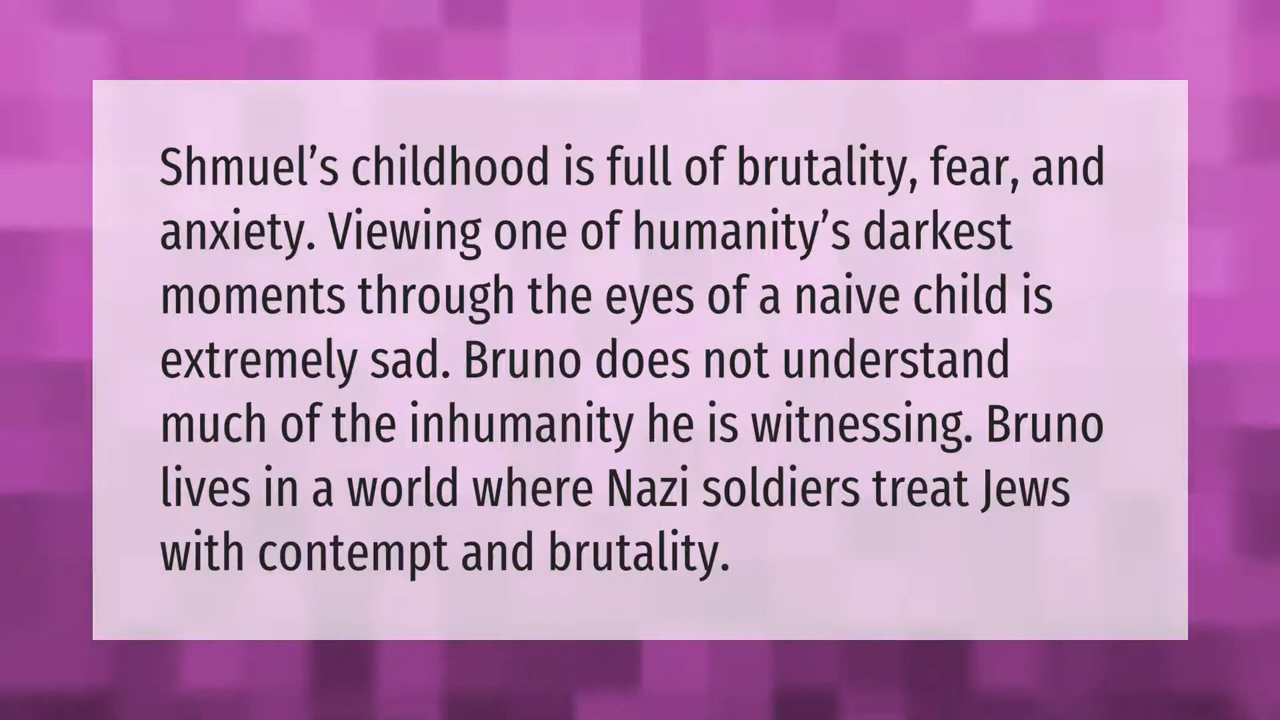 Shmuel’s childhood is full of brutality, fear, and
anxiety. Viewing one of humanity’s darkest
moments through the eyes of a naive child is
extremely sad. Bruno does not understand
much of the inhumanity he is witnessing. Bruno
lives in a world where Nazi soldiers treat Jews
with contempt and brutality.